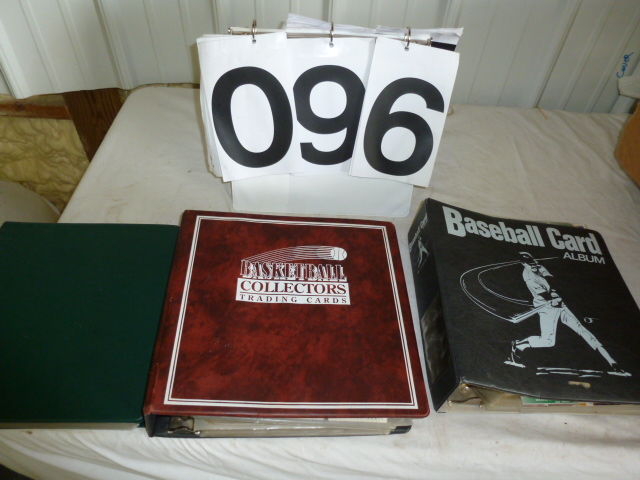 096
BASKETBALL
COLLECTORS
TRADING CARDS
Baseball Card
ALBUM